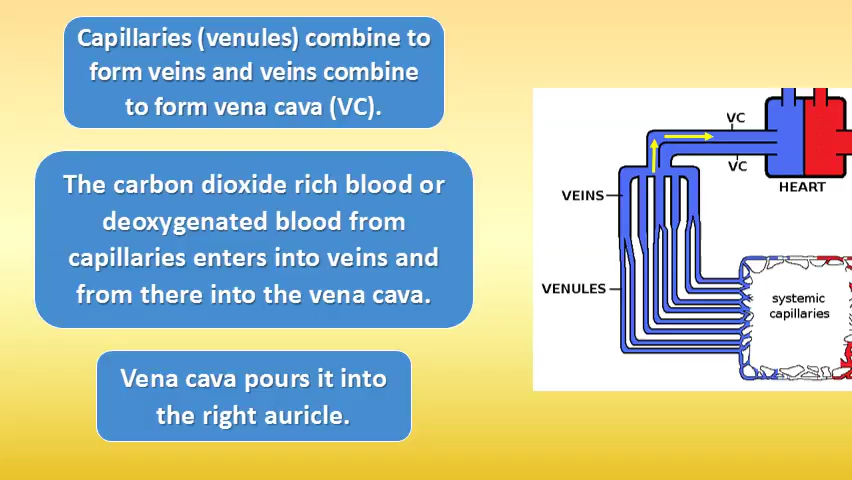 Capillaries (venules) combine to
form veins and veins combine
to form vena cava (VC).
The carbon dioxide rich blood or
deoxygenated blood from
capillaries enters into veins and
from there into the vena cava.
Vena cava pours it into
the right auricle.
VC
VC
HEART
VEINS
VENULES
systemic
capillaries